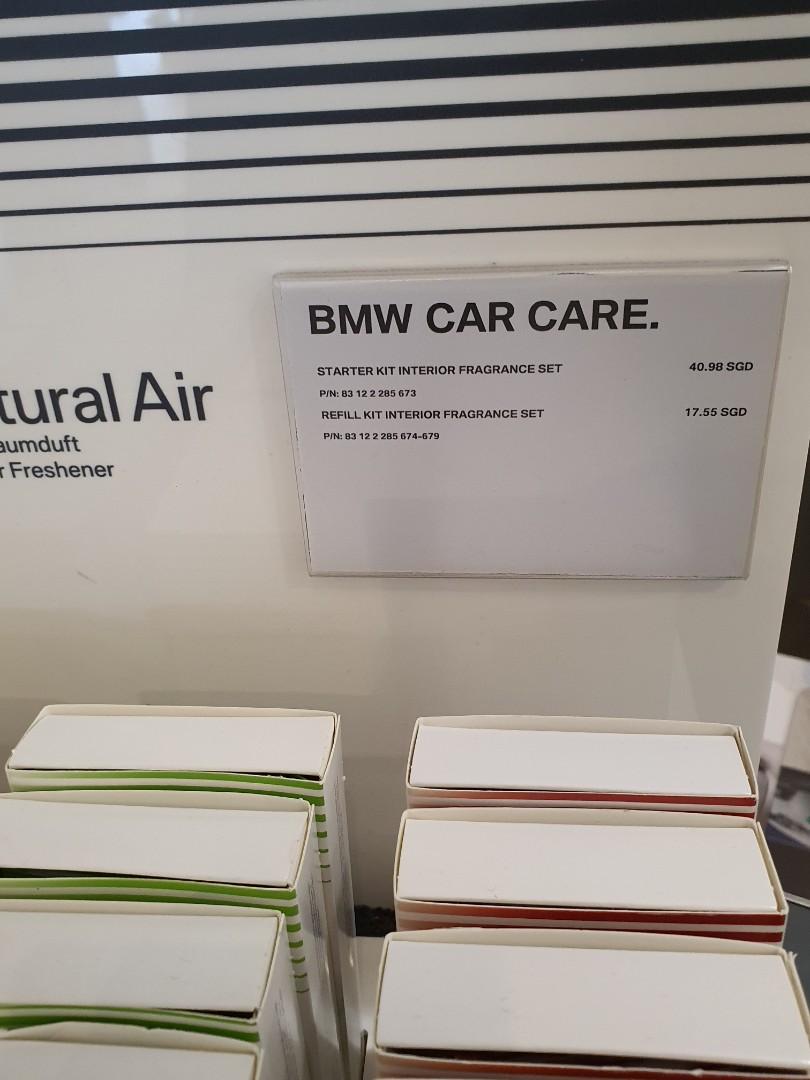 BMW CAR CARE.
STARTER KIT INTERIOR FRAGRANCE SET 40.98 SGD
P/N: 83 12 2 285 673
REFILL KIT INTERIOR FRAGRANCE SET 17.55 SGD
P/N: 83 12 2 285 674-679
tural Air
aumduft
r Freshener